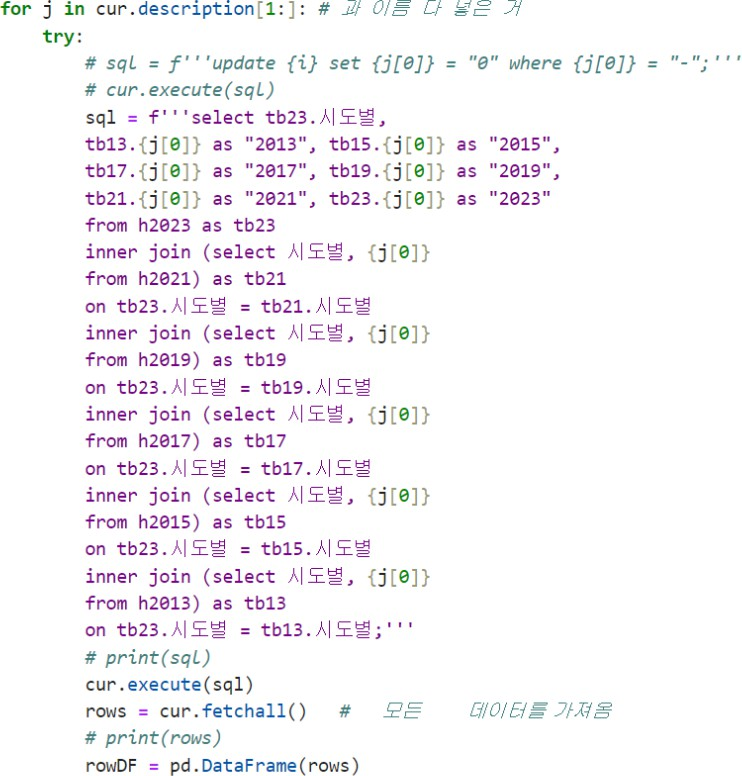 for j in cur.description[1:]: # 과 이름 다 넣은 거
    try:
        # sql = f'''update {i} set {j[0]} = "0" where {j[0]} = "-";'''
        # cur.execute(sql)
        sql = f'''select tb23.시도별,
        tb13.{j[0]} as "2013", tb15.{j[0]} as "2015",
        tb17.{j[0]} as "2017", tb19.{j[0]} as "2019",
        tb21.{j[0]} as "2021", tb23.{j[0]} as "2023"
        from h2023 as tb23
        inner join (select 시도별, {j[0]}
        from h2021) as tb21
        on tb23.시도별 = tb21.시도별
        inner join (select 시도별, {j[0]}
        from h2019) as tb19
        on tb23.시도별 = tb19.시도별
        inner join (select 시도별, {j[0]}
        from h2017) as tb17
        on tb23.시도별 = tb17.시도별
        inner join (select 시도별, {j[0]}
        from h2015) as tb15
        on tb23.시도별 = tb15.시도별
        inner join (select 시도별, {j[0]}
        from h2013) as tb13
        on tb23.시도별 = tb13.시도별;'''
        # print(sql)
        cur.execute(sql)
        rows = cur.fetchall()   #   모든    데이터를 가져옴
        # print(rows)
        rowDF = pd.DataFrame(rows)